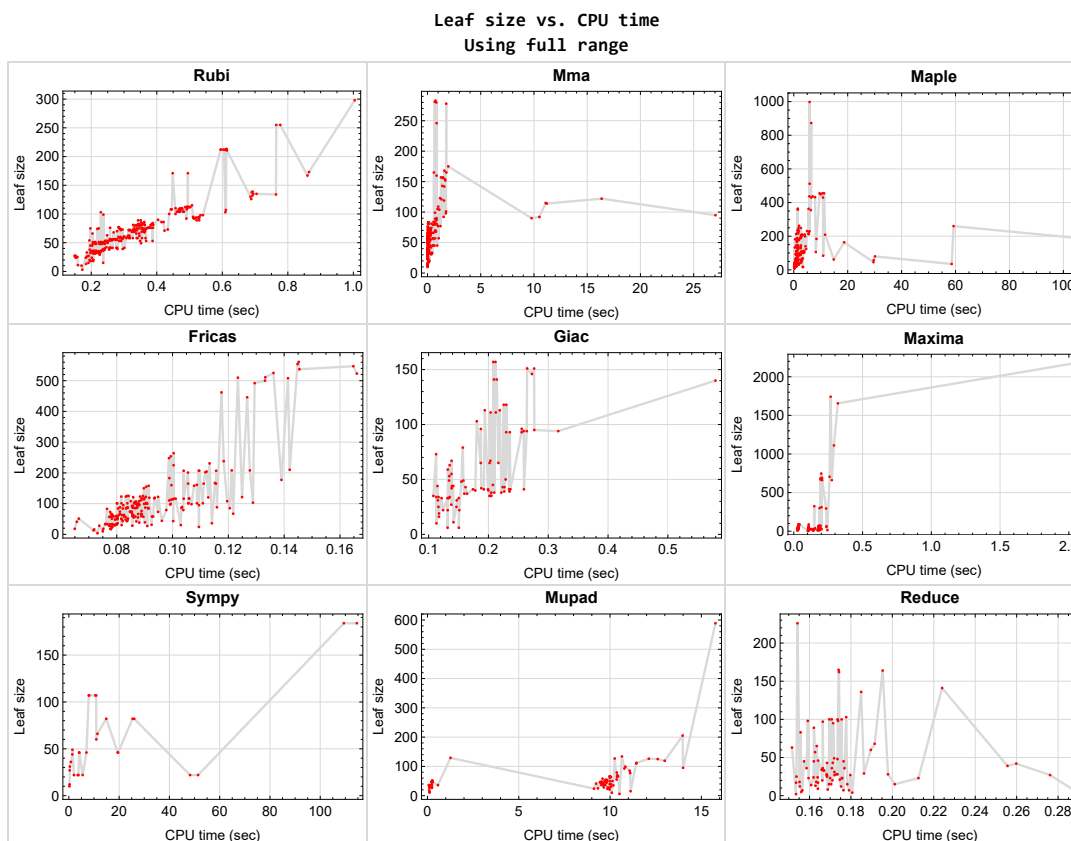 Leaf size vs. CPU time
Using full range
Rubi
Leaf size
300
250
200
150
100
50
0
0.2 0.4 0.6 0.8 1.0
CPU time (sec)
Mma
Leaf size
250
200
150
100
50
0
0 5 10 15 20 25
CPU time (sec)
Maple
Leaf size
1000
800
600
400
200
0
0 20 40 60 80 100
CPU time (sec)
Fricas
Leaf size
500
400
300
200
100
0
0.08 0.10 0.12 0.14 0.16
CPU time (sec)
Giac
Leaf size
150
100
50
0
0.1 0.2 0.3 0.4 0.5
CPU time (sec)
Maxima
Leaf size
2000
1500
1000
500
0
0.0 0.5 1.0 1.5 2.0
CPU time (sec)
Sympy
Leaf size
150
100
50
0
0 20 40 60 80 100
CPU time (sec)
Mupad
Leaf size
600
500
400
300
200
100
0
0 5 10 15
CPU time (sec)
Reduce
Leaf size
200
150
100
50
0
0.16 0.18 0.20 0.22 0.24 0.26 0.28
CPU time (sec)